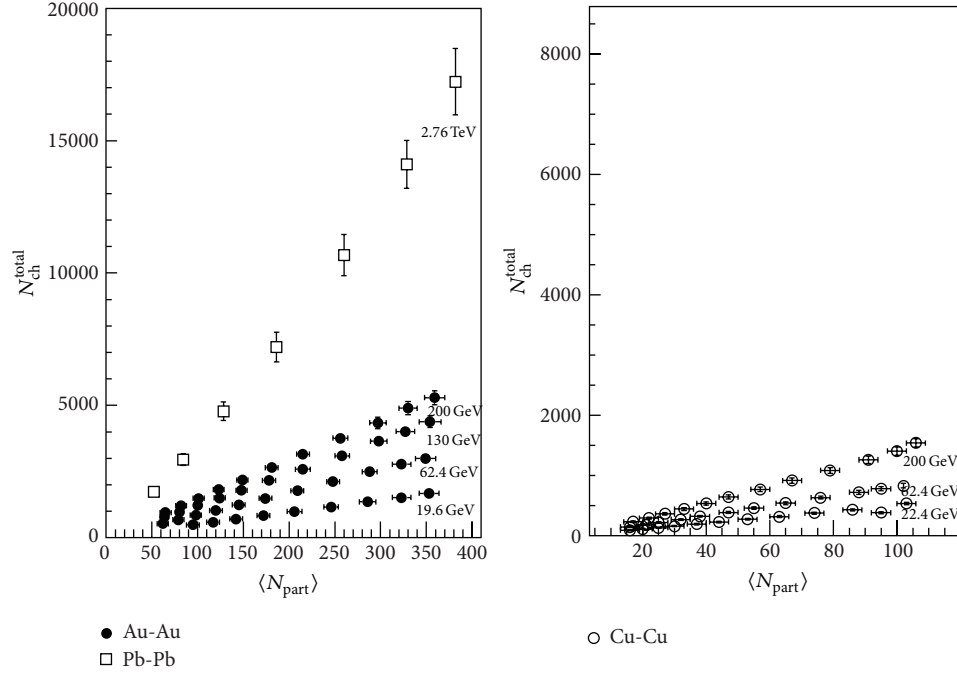 20000
15000
10000
5000
0
N_ch^total
2.76 TeV
200 GeV
130 GeV
62.4 GeV
19.6 GeV
0 50 100 150 200 250 300 350 400
⟨N_part⟩
Au-Au
Pb-Pb
8000
6000
4000
2000
0
N_ch^total
200 GeV
62.4 GeV
22.4 GeV
20 40 60 80 100
⟨N_part⟩
Cu-Cu